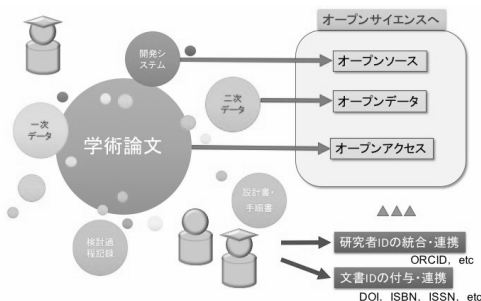 オープンサイエンスへ
開発シ
ステム
オープンソース
二次
データ
オープンデータ
一次
データ
学術論文
オープンアクセス
設計書・
手順書
検討過
程記録
研究者IDの統合・連携
ORCID, etc
文書IDの付与・連携
DOI, ISBN, ISSN, etc